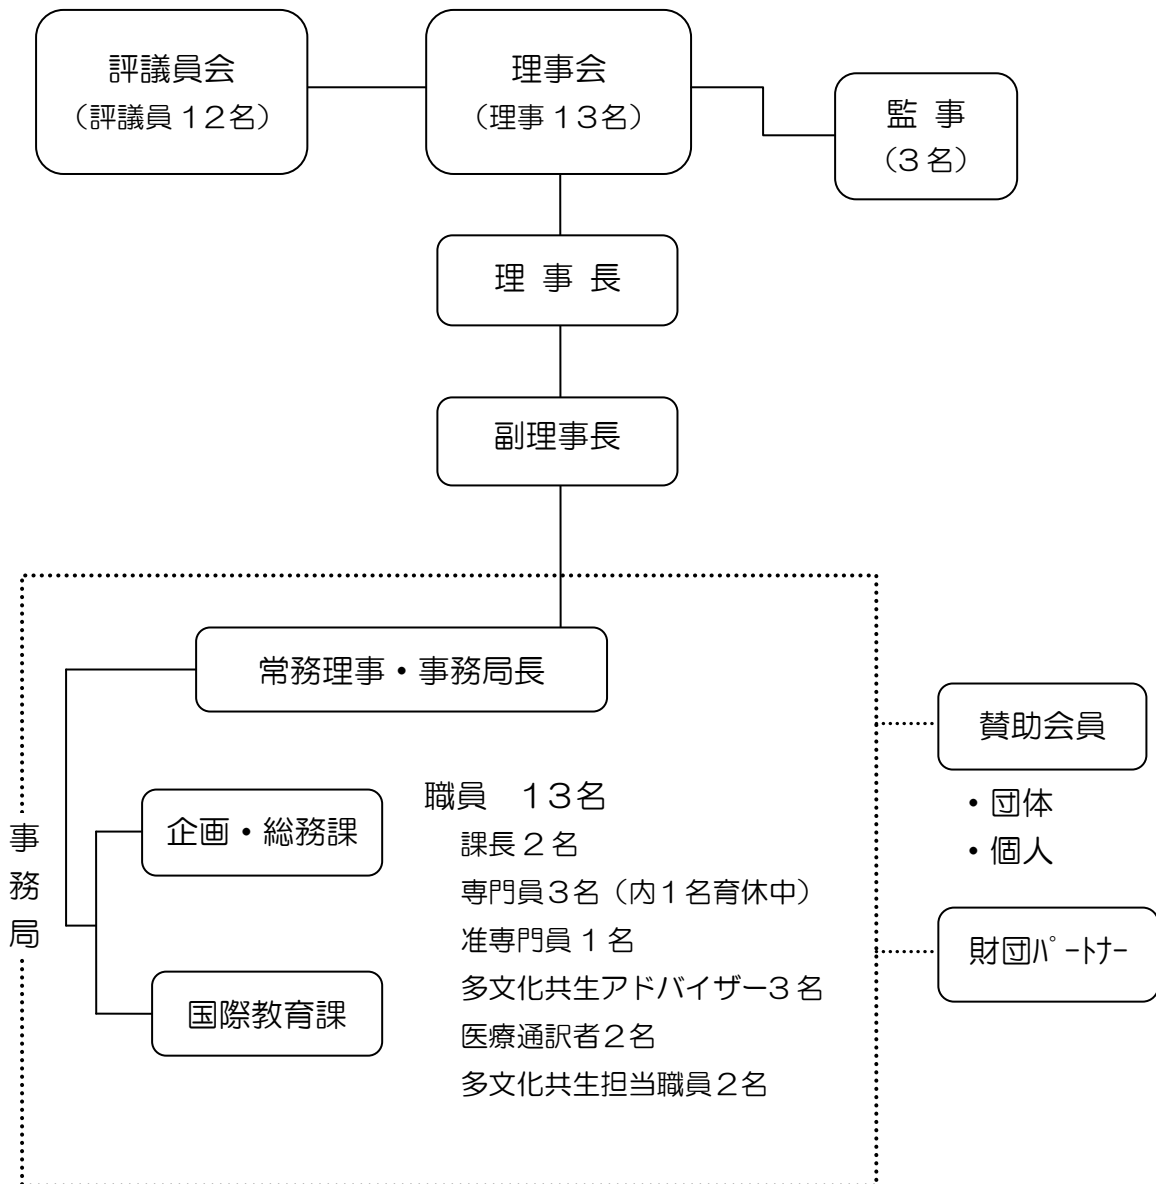 評議員会
（評議員１２名）
理事会
（理事１３名）
監 事
（３名）
理 事 長
副理事長
常務理事・事務局長
事務局
企画・総務課
国際教育課
職員　１３名
課長２名
専門員３名（内１名育休中）
准専門員１名
多文化共生アドバイザー３名
医療通訳者２名
多文化共生担当職員２名
賛助会員
・団体
・個人
財団ﾊﾟｰﾄﾅｰ